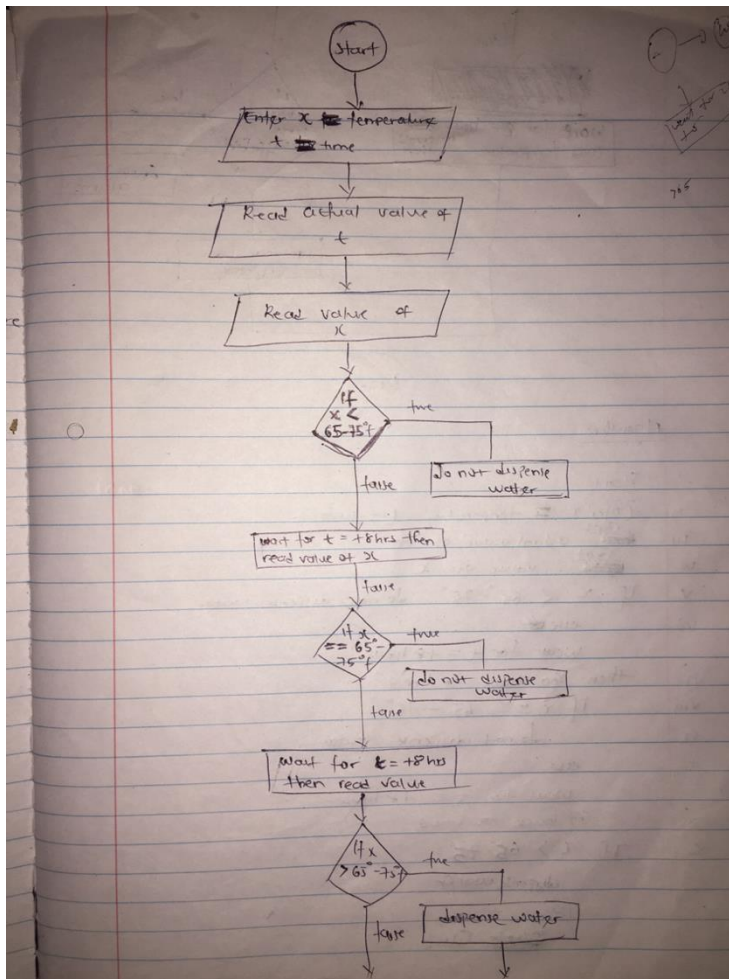 Start
Enter x temperature
t time
Read actual value of
t
Read value of
x
If
x <
65-75°f
true
do not dispense
water
false
wait for t = +8hrs then
read value of x
false
If x
== 65°-
75°f
true
do not dispense
water
false
wait for t = +8hrs
then read value
If x
> 65°-75°f
true
dispense water
false